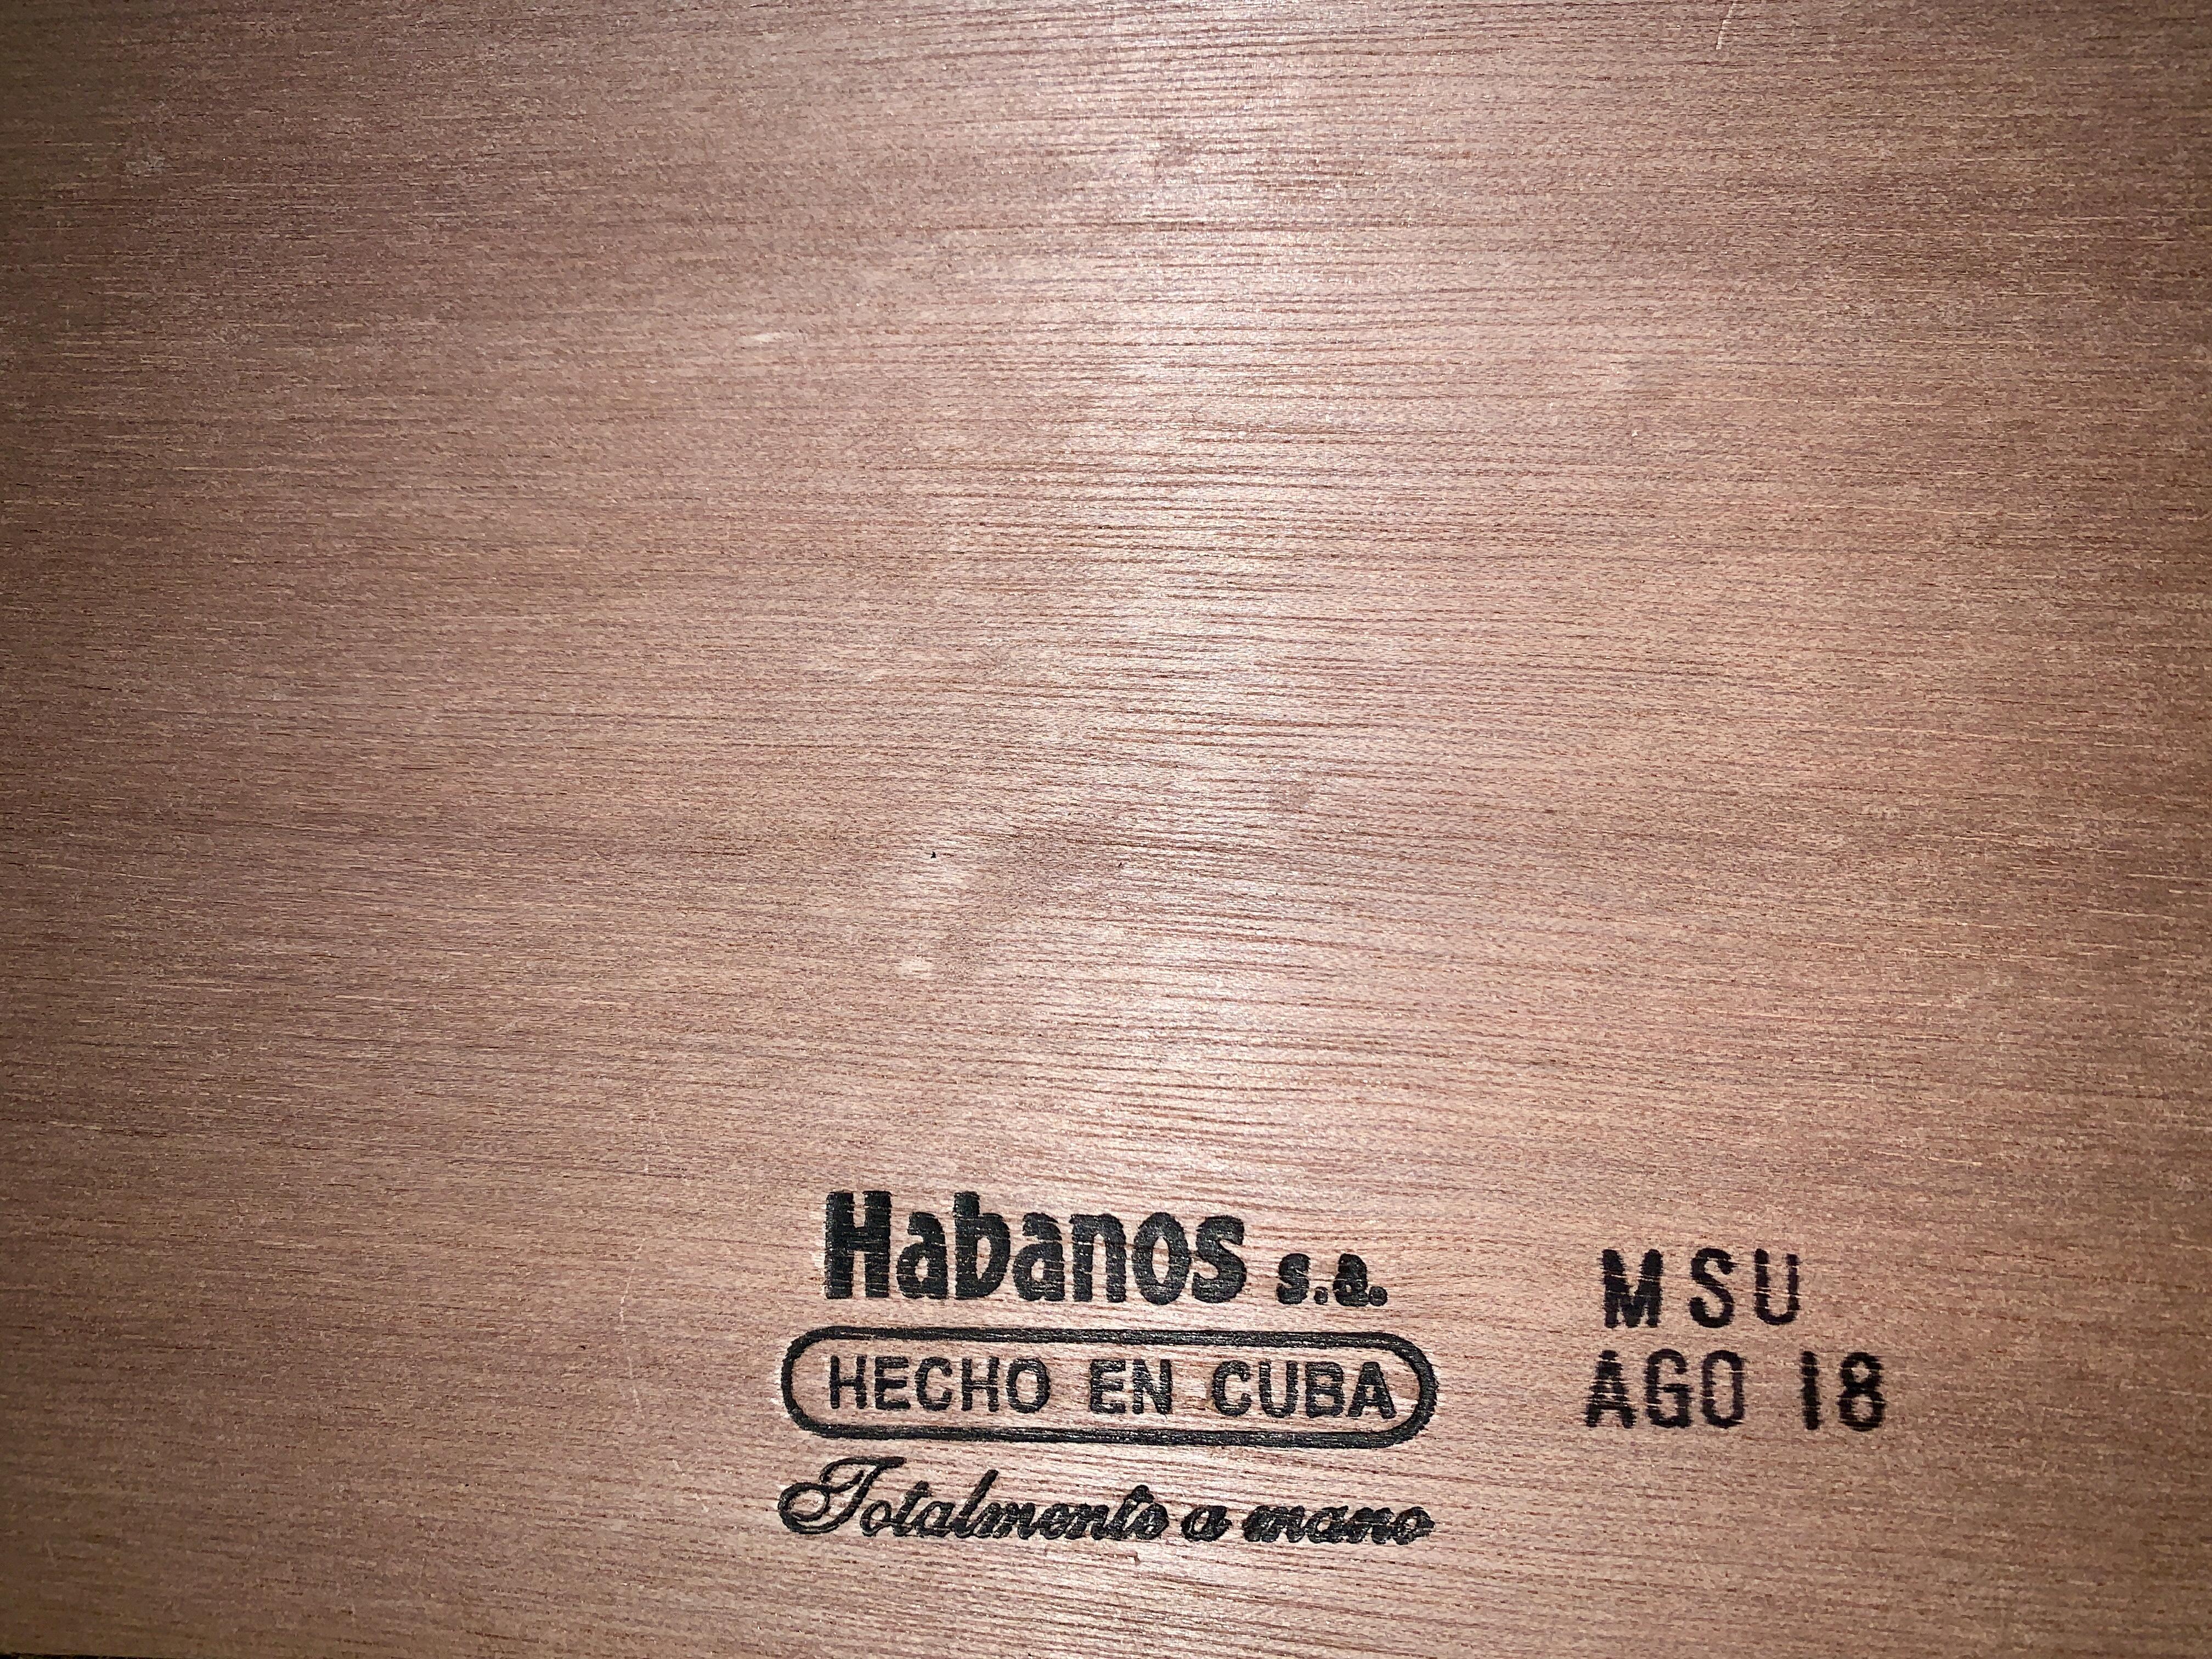 Habanos s.a.
HECHO EN CUBA
Totalmente a mano
MSU
AGO 18